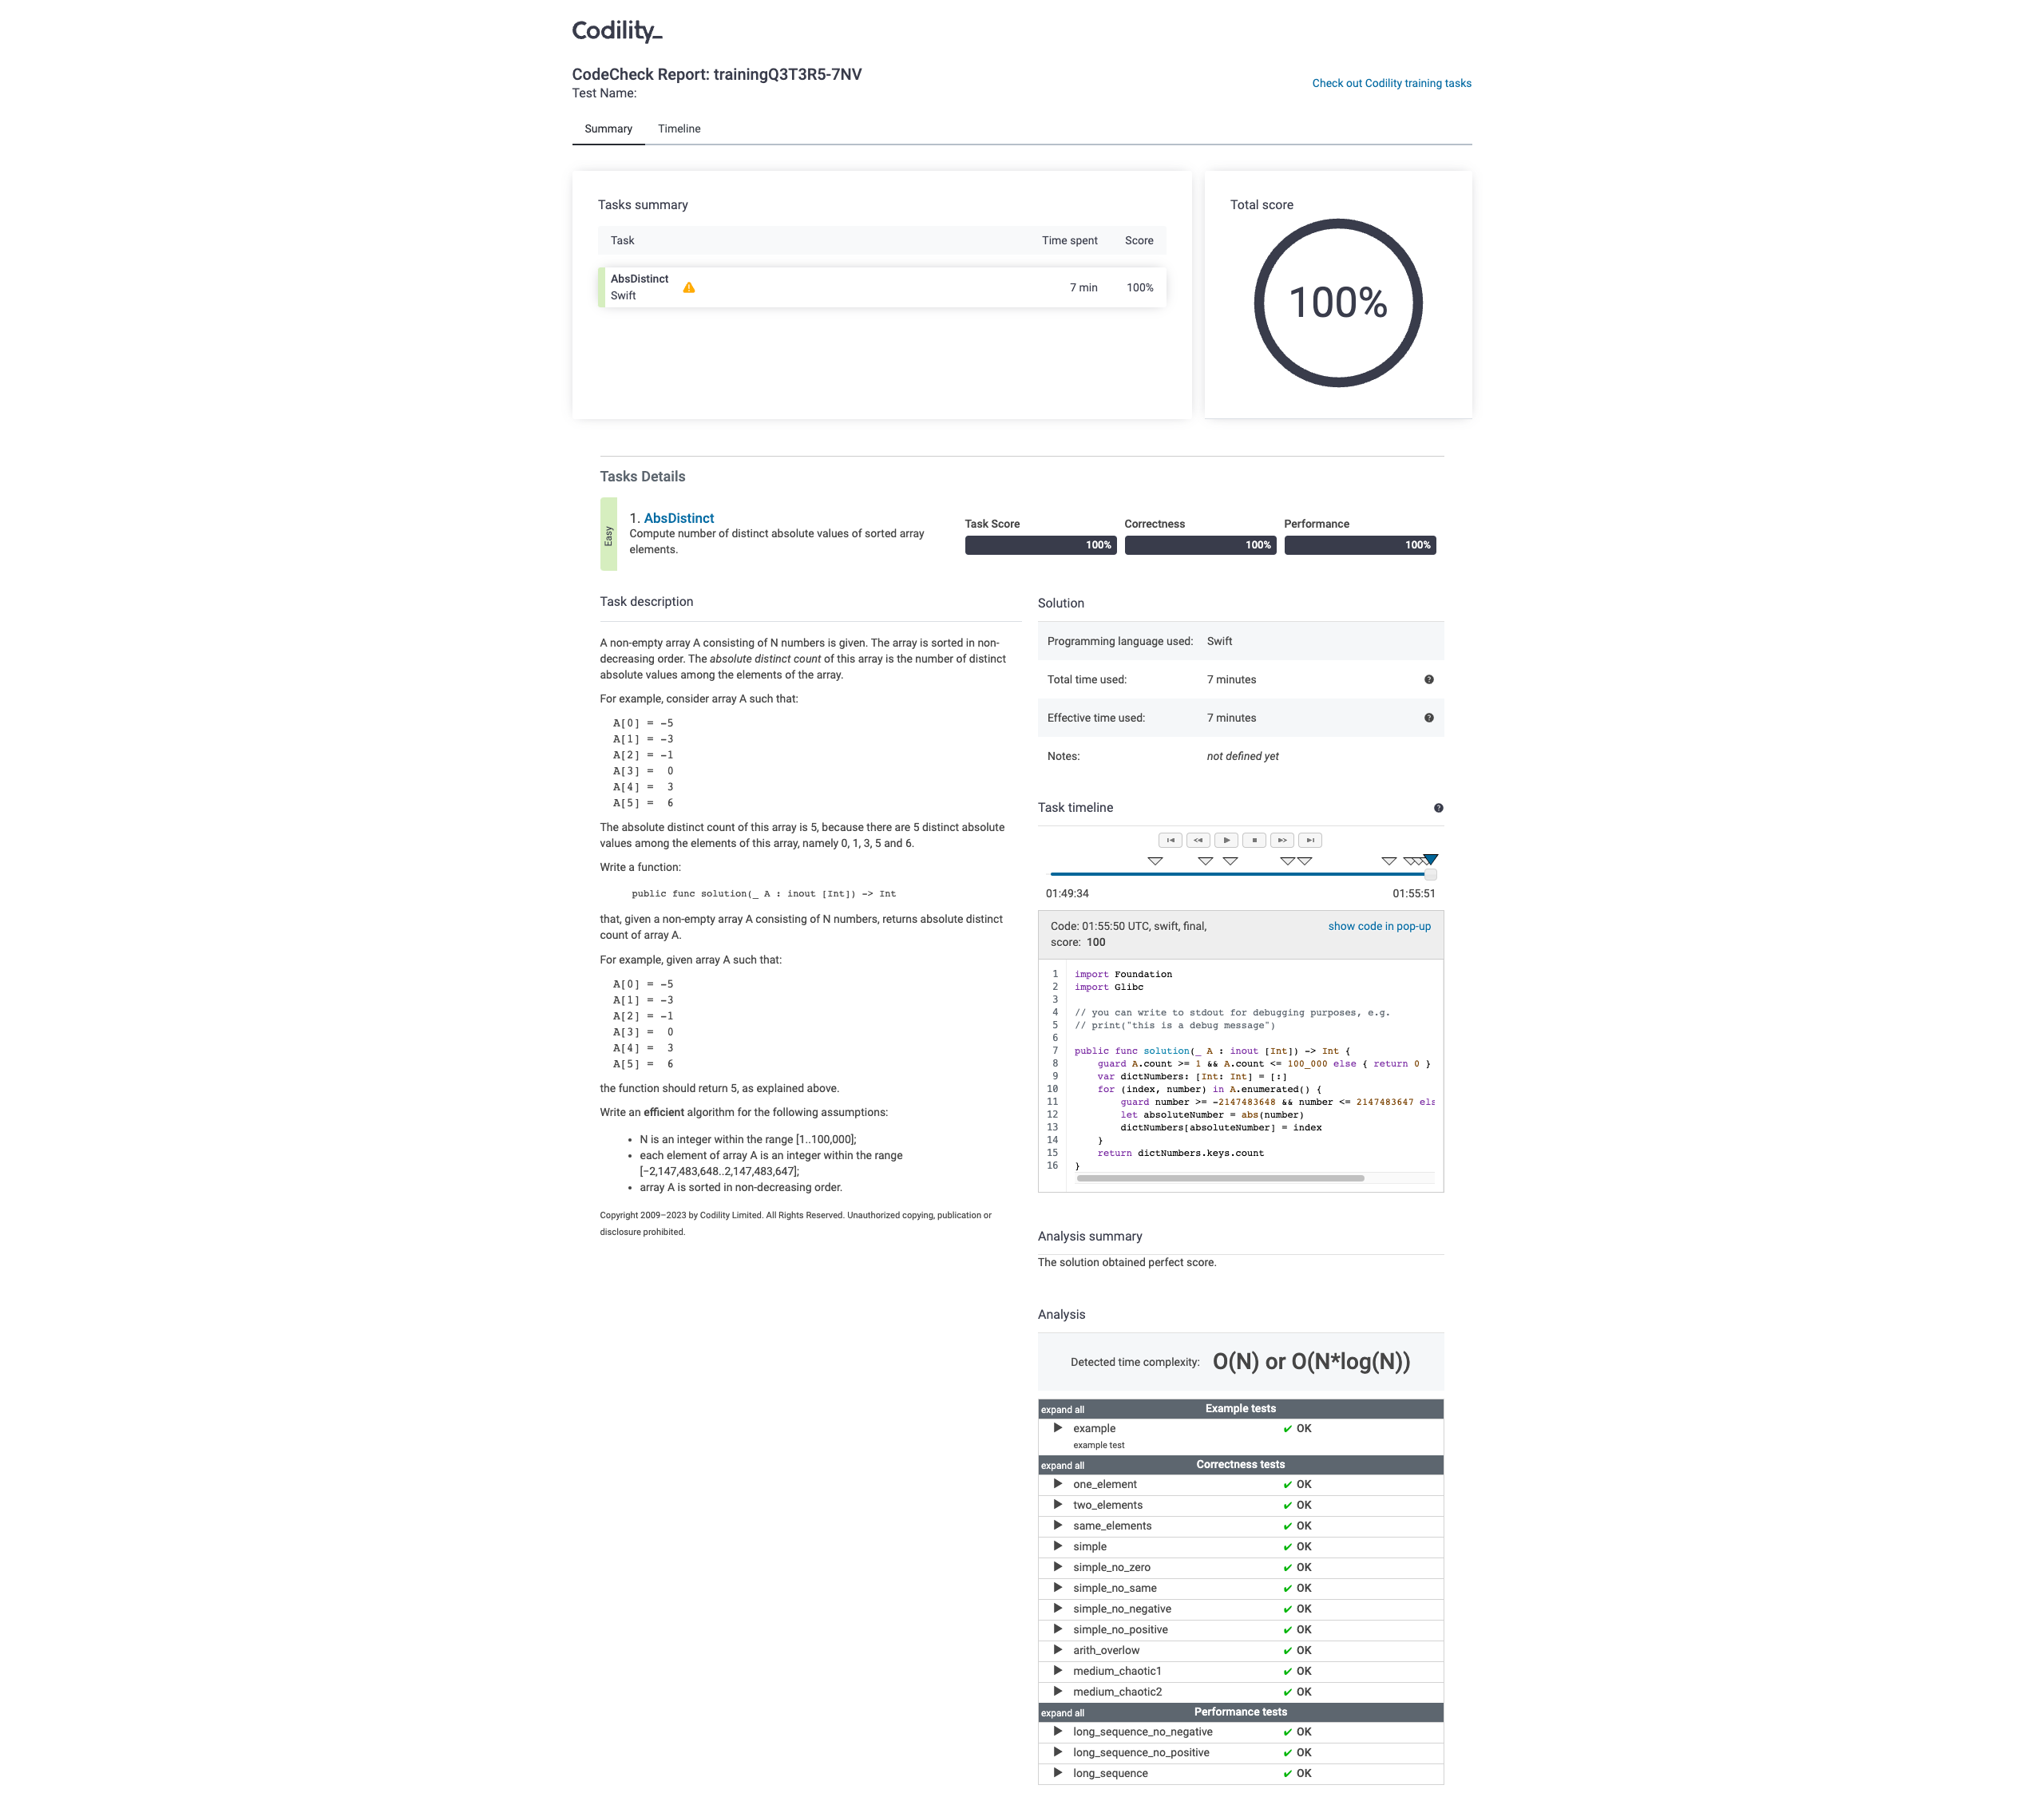 Codility_
CodeCheck Report: trainingQ3T3R5-7NV
Test Name:
Check out Codility training tasks
Summary Timeline
Tasks summary
Task Time spent Score
AbsDistinct
Swift
7 min 100%
Total score
100%
Tasks Details
Easy
1. AbsDistinct
Compute number of distinct absolute values of sorted array
elements.
Task Score Correctness Performance
100% 100% 100%
Task description
A non-empty array A consisting of N numbers is given. The array is sorted in non-
decreasing order. The absolute distinct count of this array is the number of distinct
absolute values among the elements of the array.
For example, consider array A such that:
A[0] = -5
A[1] = -3
A[2] = -1
A[3] = 0
A[4] = 3
A[5] = 6
The absolute distinct count of this array is 5, because there are 5 distinct absolute
values among the elements of this array, namely 0, 1, 3, 5 and 6.
Write a function:
public func solution(_ A : inout [Int]) -> Int
that, given a non-empty array A consisting of N numbers, returns absolute distinct
count of array A.
For example, given array A such that:
A[0] = -5
A[1] = -3
A[2] = -1
A[3] = 0
A[4] = 3
A[5] = 6
the function should return 5, as explained above.
Write an efficient algorithm for the following assumptions:
• N is an integer within the range [1..100,000];
• each element of array A is an integer within the range
[−2,147,483,648..2,147,483,647];
• array A is sorted in non-decreasing order.
Copyright 2009–2023 by Codility Limited. All Rights Reserved. Unauthorized copying, publication or
disclosure prohibited.
Solution
Programming language used: Swift
Total time used: 7 minutes
Effective time used: 7 minutes
Notes: not defined yet
Task timeline
01:49:34 01:55:51
Code: 01:55:50 UTC, swift, final,
score: 100
show code in pop-up
1 import Foundation
2 import Glibc
3
4 // you can write to stdout for debugging purposes, e.g.
5 // print("this is a debug message")
6
7 public func solution(_ A : inout [Int]) -> Int {
8 guard A.count >= 1 && A.count <= 100_000 else { return 0 }
9 var dictNumbers: [Int: Int] = [:]
10 for (index, number) in A.enumerated() {
11 guard number >= -2147483648 && number <= 2147483647 els
12 let absoluteNumber = abs(number)
13 dictNumbers[absoluteNumber] = index
14 }
15 return dictNumbers.keys.count
16 }
Analysis summary
The solution obtained perfect score.
Analysis
Detected time complexity: O(N) or O(N*log(N))
expand all Example tests
example ✔ OK
example test
expand all Correctness tests
one_element ✔ OK
two_elements ✔ OK
same_elements ✔ OK
simple ✔ OK
simple_no_zero ✔ OK
simple_no_same ✔ OK
simple_no_negative ✔ OK
simple_no_positive ✔ OK
arith_overlow ✔ OK
medium_chaotic1 ✔ OK
medium_chaotic2 ✔ OK
expand all Performance tests
long_sequence_no_negative ✔ OK
long_sequence_no_positive ✔ OK
long_sequence ✔ OK